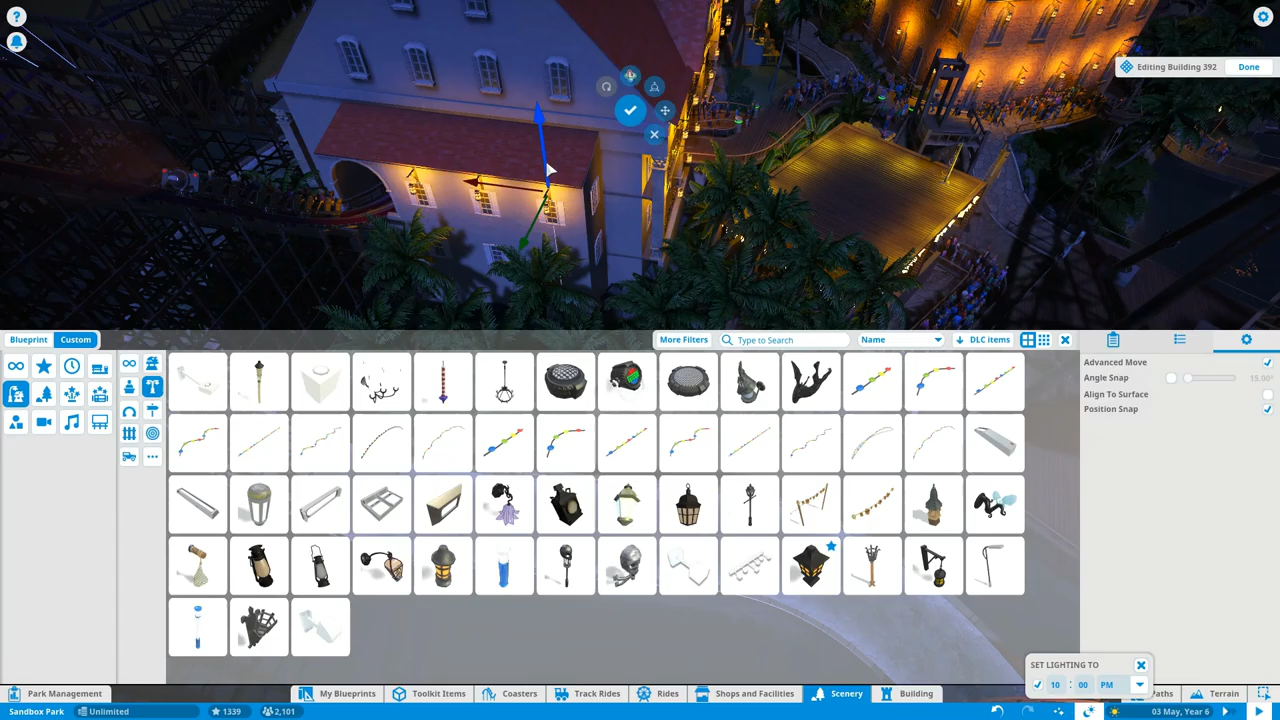 ?
Editing Building 392 Done
Blueprint Custom More Filters Type to Search Name DLC items
Advanced Move
Angle Snap 15.00°
Align To Surface
Position Snap
SET LIGHTING TO
10 : 00 PM
Park Management My Blueprints Toolkit Items Coasters Track Rides Rides Shops and Facilities Scenery Building Paths Terrain
Sandbox Park Unlimited 1339 2,101 03 May, Year 6